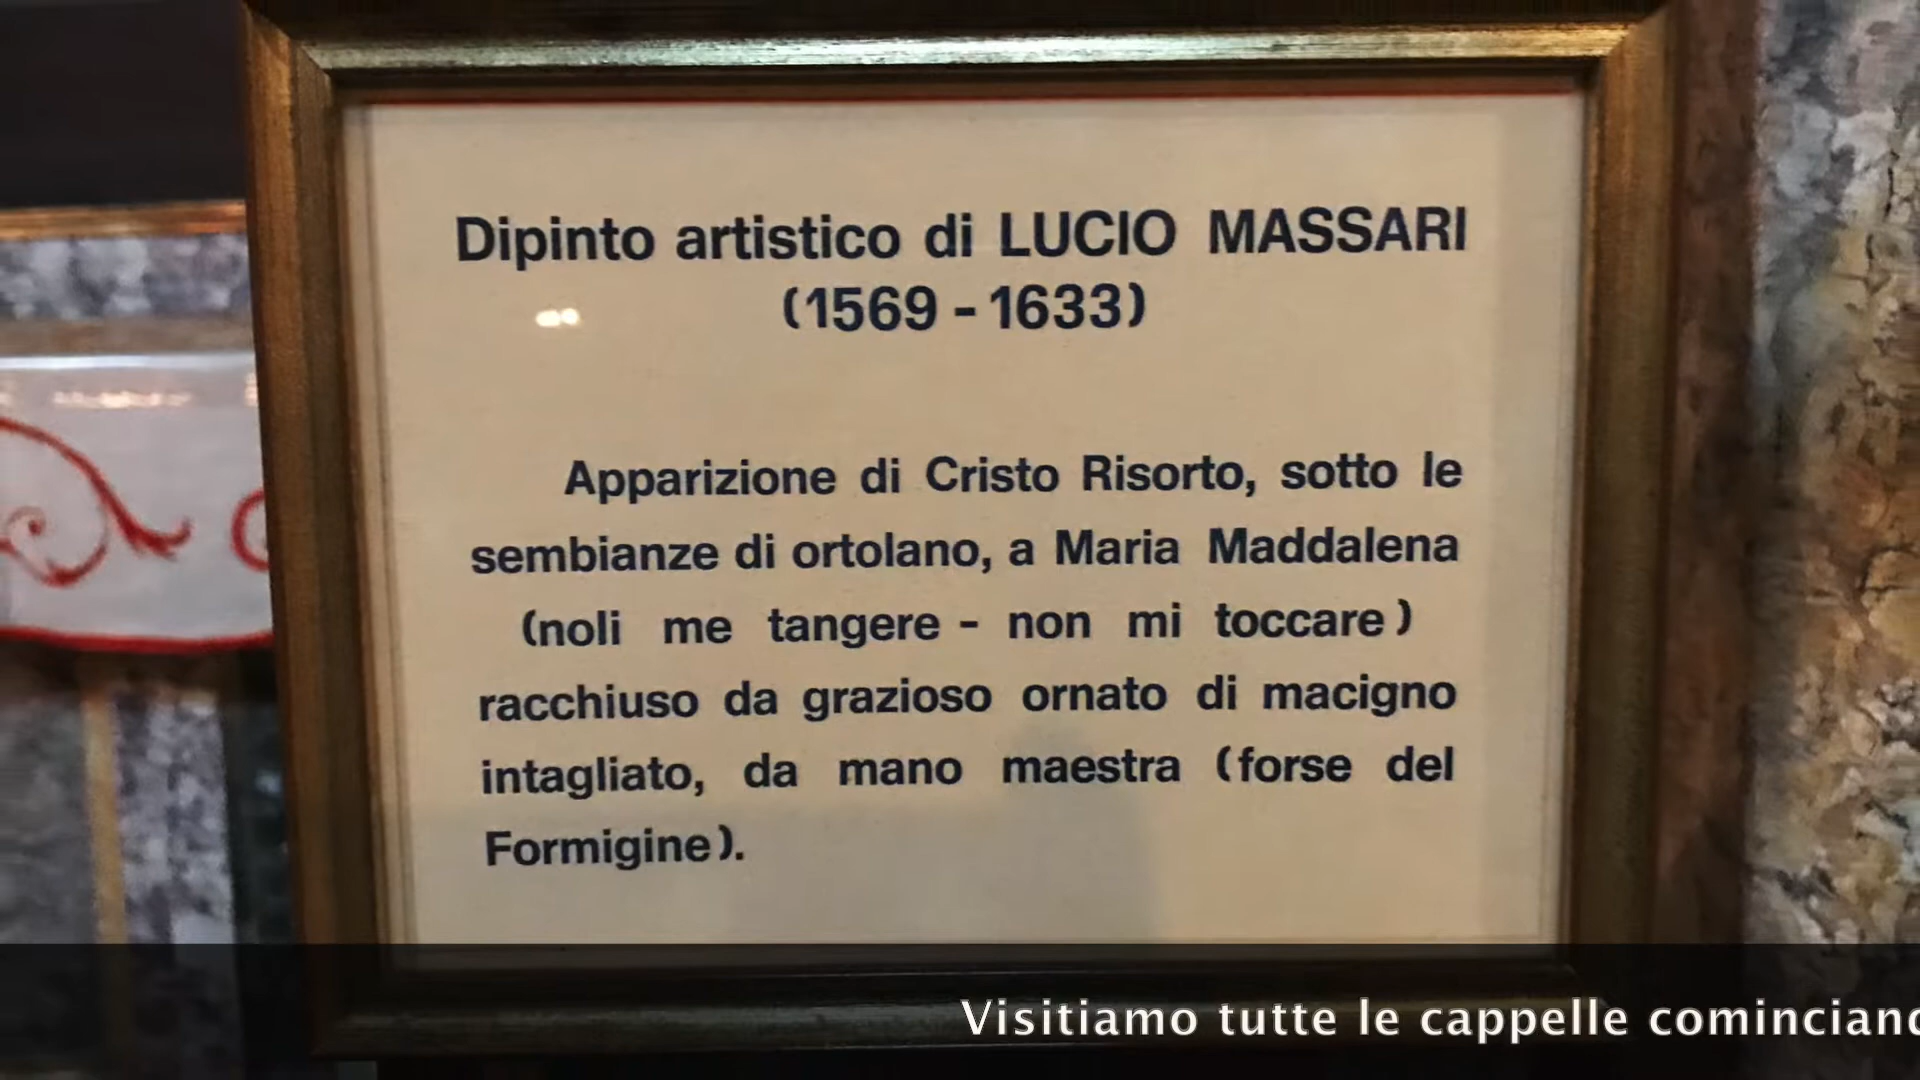 Dipinto artistico di LUCIO MASSARI
(1569 - 1633)
Apparizione di Cristo Risorto, sotto le
sembianze di ortolano, a Maria Maddalena
(noli me tangere - non mi toccare)
racchiuso da grazioso ornato di macigno
intagliato, da mano maestra (forse del
Formigine).
Visitiamo tutte le cappelle